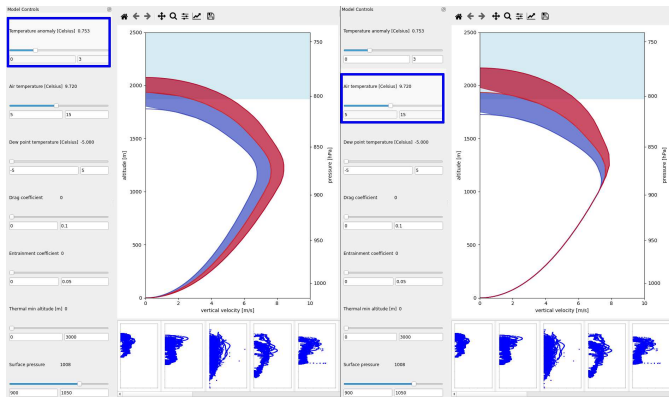 Model Controls
Temperature anomaly [Celsius] 0.753
0 3
Air temperature [Celsius] 9.720
5 15
Dew point temperature [Celsius] -5.000
-5 5
Drag coefficient 0
0 0.1
Entrainment coefficient 0
0 0.05
Thermal min altitude [m] 0
0 3000
Surface pressure 1008
900 1050
2500
2000
1500
1000
500
0
altitude [m]
0 2 4 6 8 10
vertical velocity [m/s]
750
800
850
900
950
1000
pressure [hPa]
Model Controls
Temperature anomaly [Celsius] 0.753
0 3
Air temperature [Celsius] 9.720
5 15
Dew point temperature [Celsius] -5.000
-5 5
Drag coefficient 0
0 0.1
Entrainment coefficient 0
0 0.05
Thermal min altitude [m] 0
0 3000
Surface pressure 1008
900 1050
2500
2000
1500
1000
500
0
altitude [m]
0 2 4 6 8 10
vertical velocity [m/s]
750
800
850
900
950
1000
pressure [hPa]